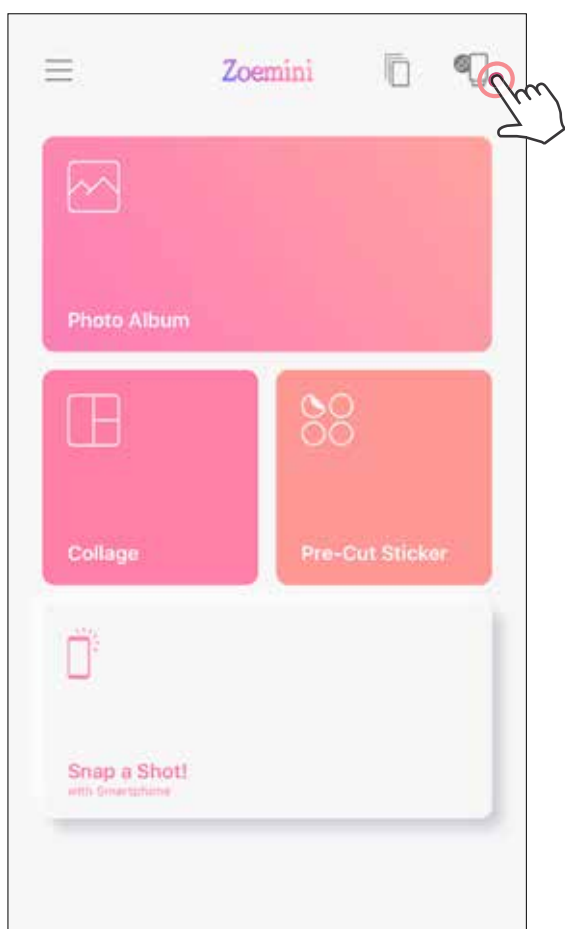 Zoemini
Photo Album
Collage
Pre-Cut Sticker
Snap a Shot!
with Smartphone